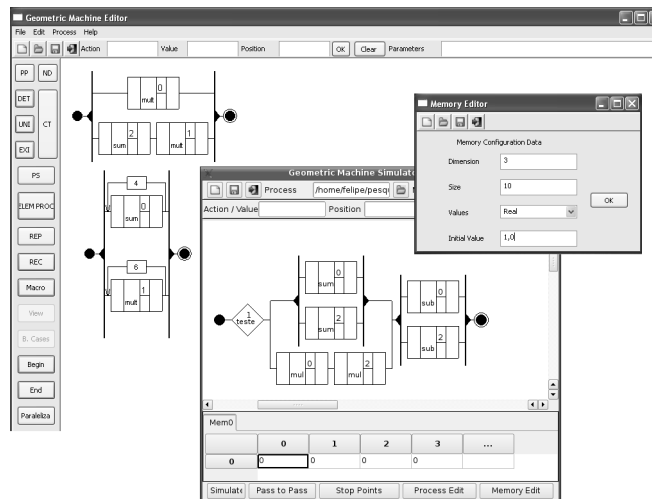 Geometric Machine Editor
File Edit Process Help
Action Value Position OK Clear Parameters
PP ND
DET
UNI CT
EXI
PS
ELEM PROC
REP
REC
Macro
View
B. Cases
Begin
End
Paraleliza
0
mult
2 1
sum mult
4
0
sum
6
1
mult
Memory Editor
Memory Configuration Data
Dimension 3
Size 10
Values Real
OK
Initial Value 1,0
Geometric Machine Simulato
Process /home/felipe/pesqu
Action / Value Position
0
sum
1
teste
2
sum
0 2
mul mul
0
sub
2
sub
Mem0
0 1 2 3 ...
0 0 0 0 0
Simulate Pass to Pass Stop Points Process Edit Memory Edit